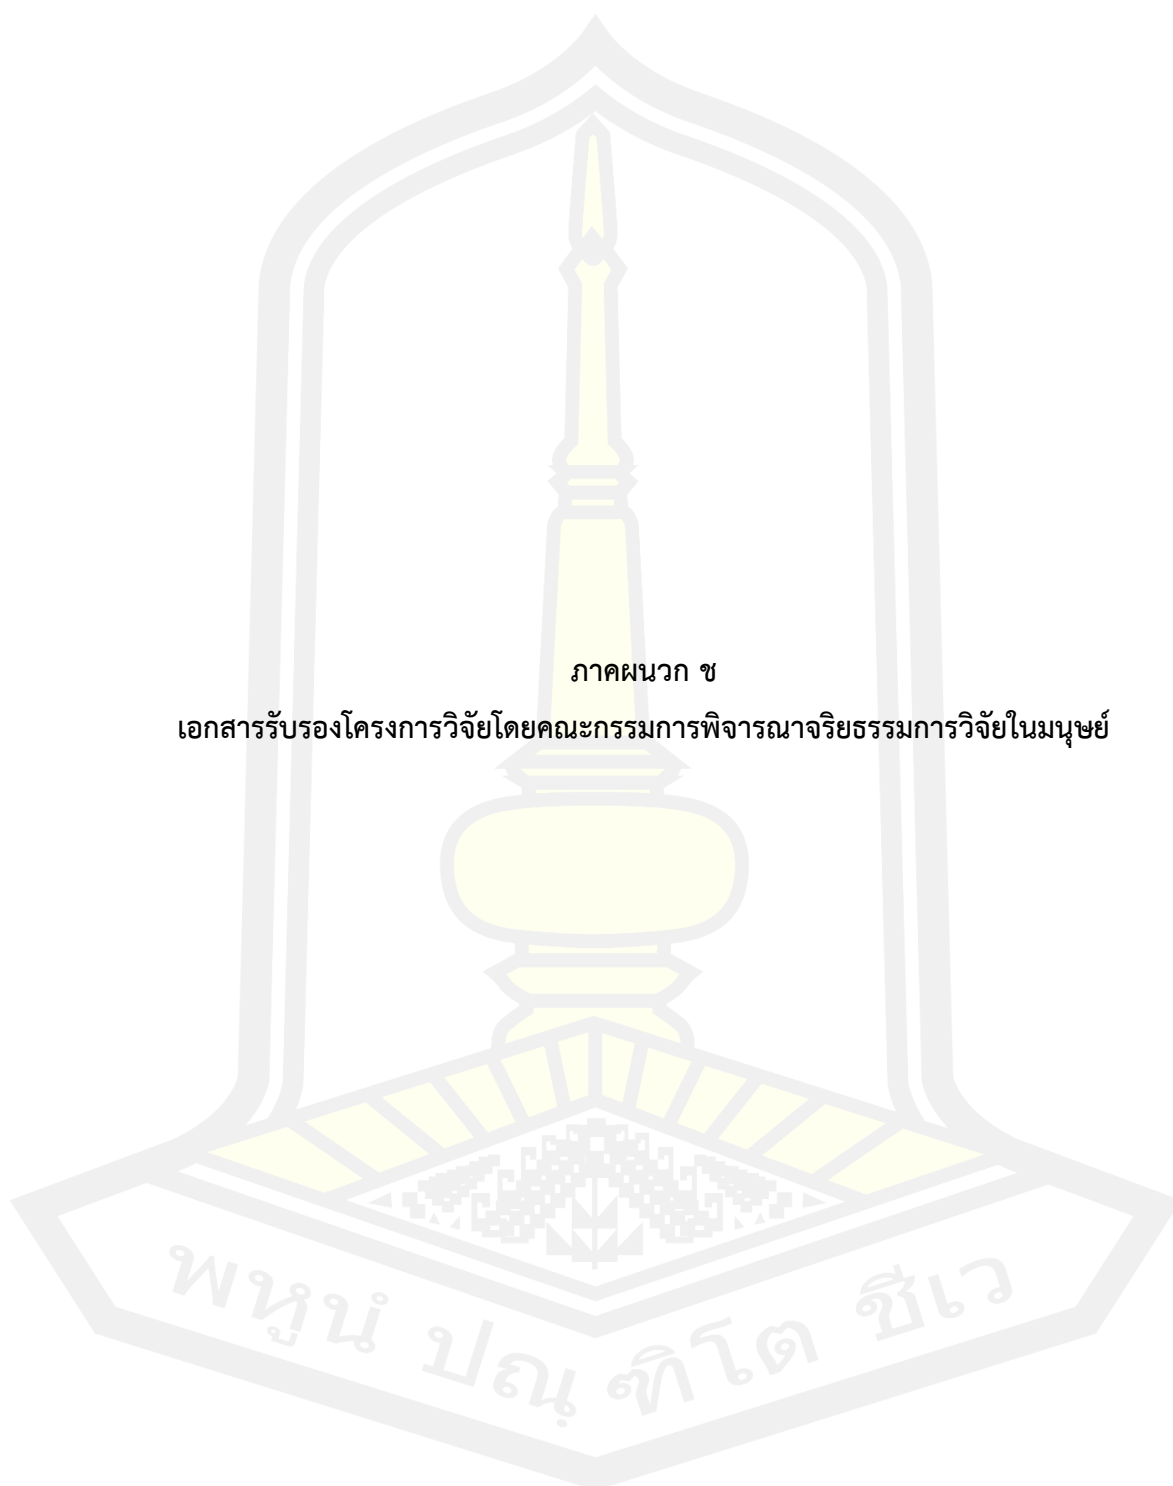 ภาคผนวก ช
เอกสารรับรองโครงการวิจัยโดยคณะกรรมการพิจารณาจริยธรรมการวิจัยในมนุษย์
พหูนํ ปณฺฑิโต ชีเว